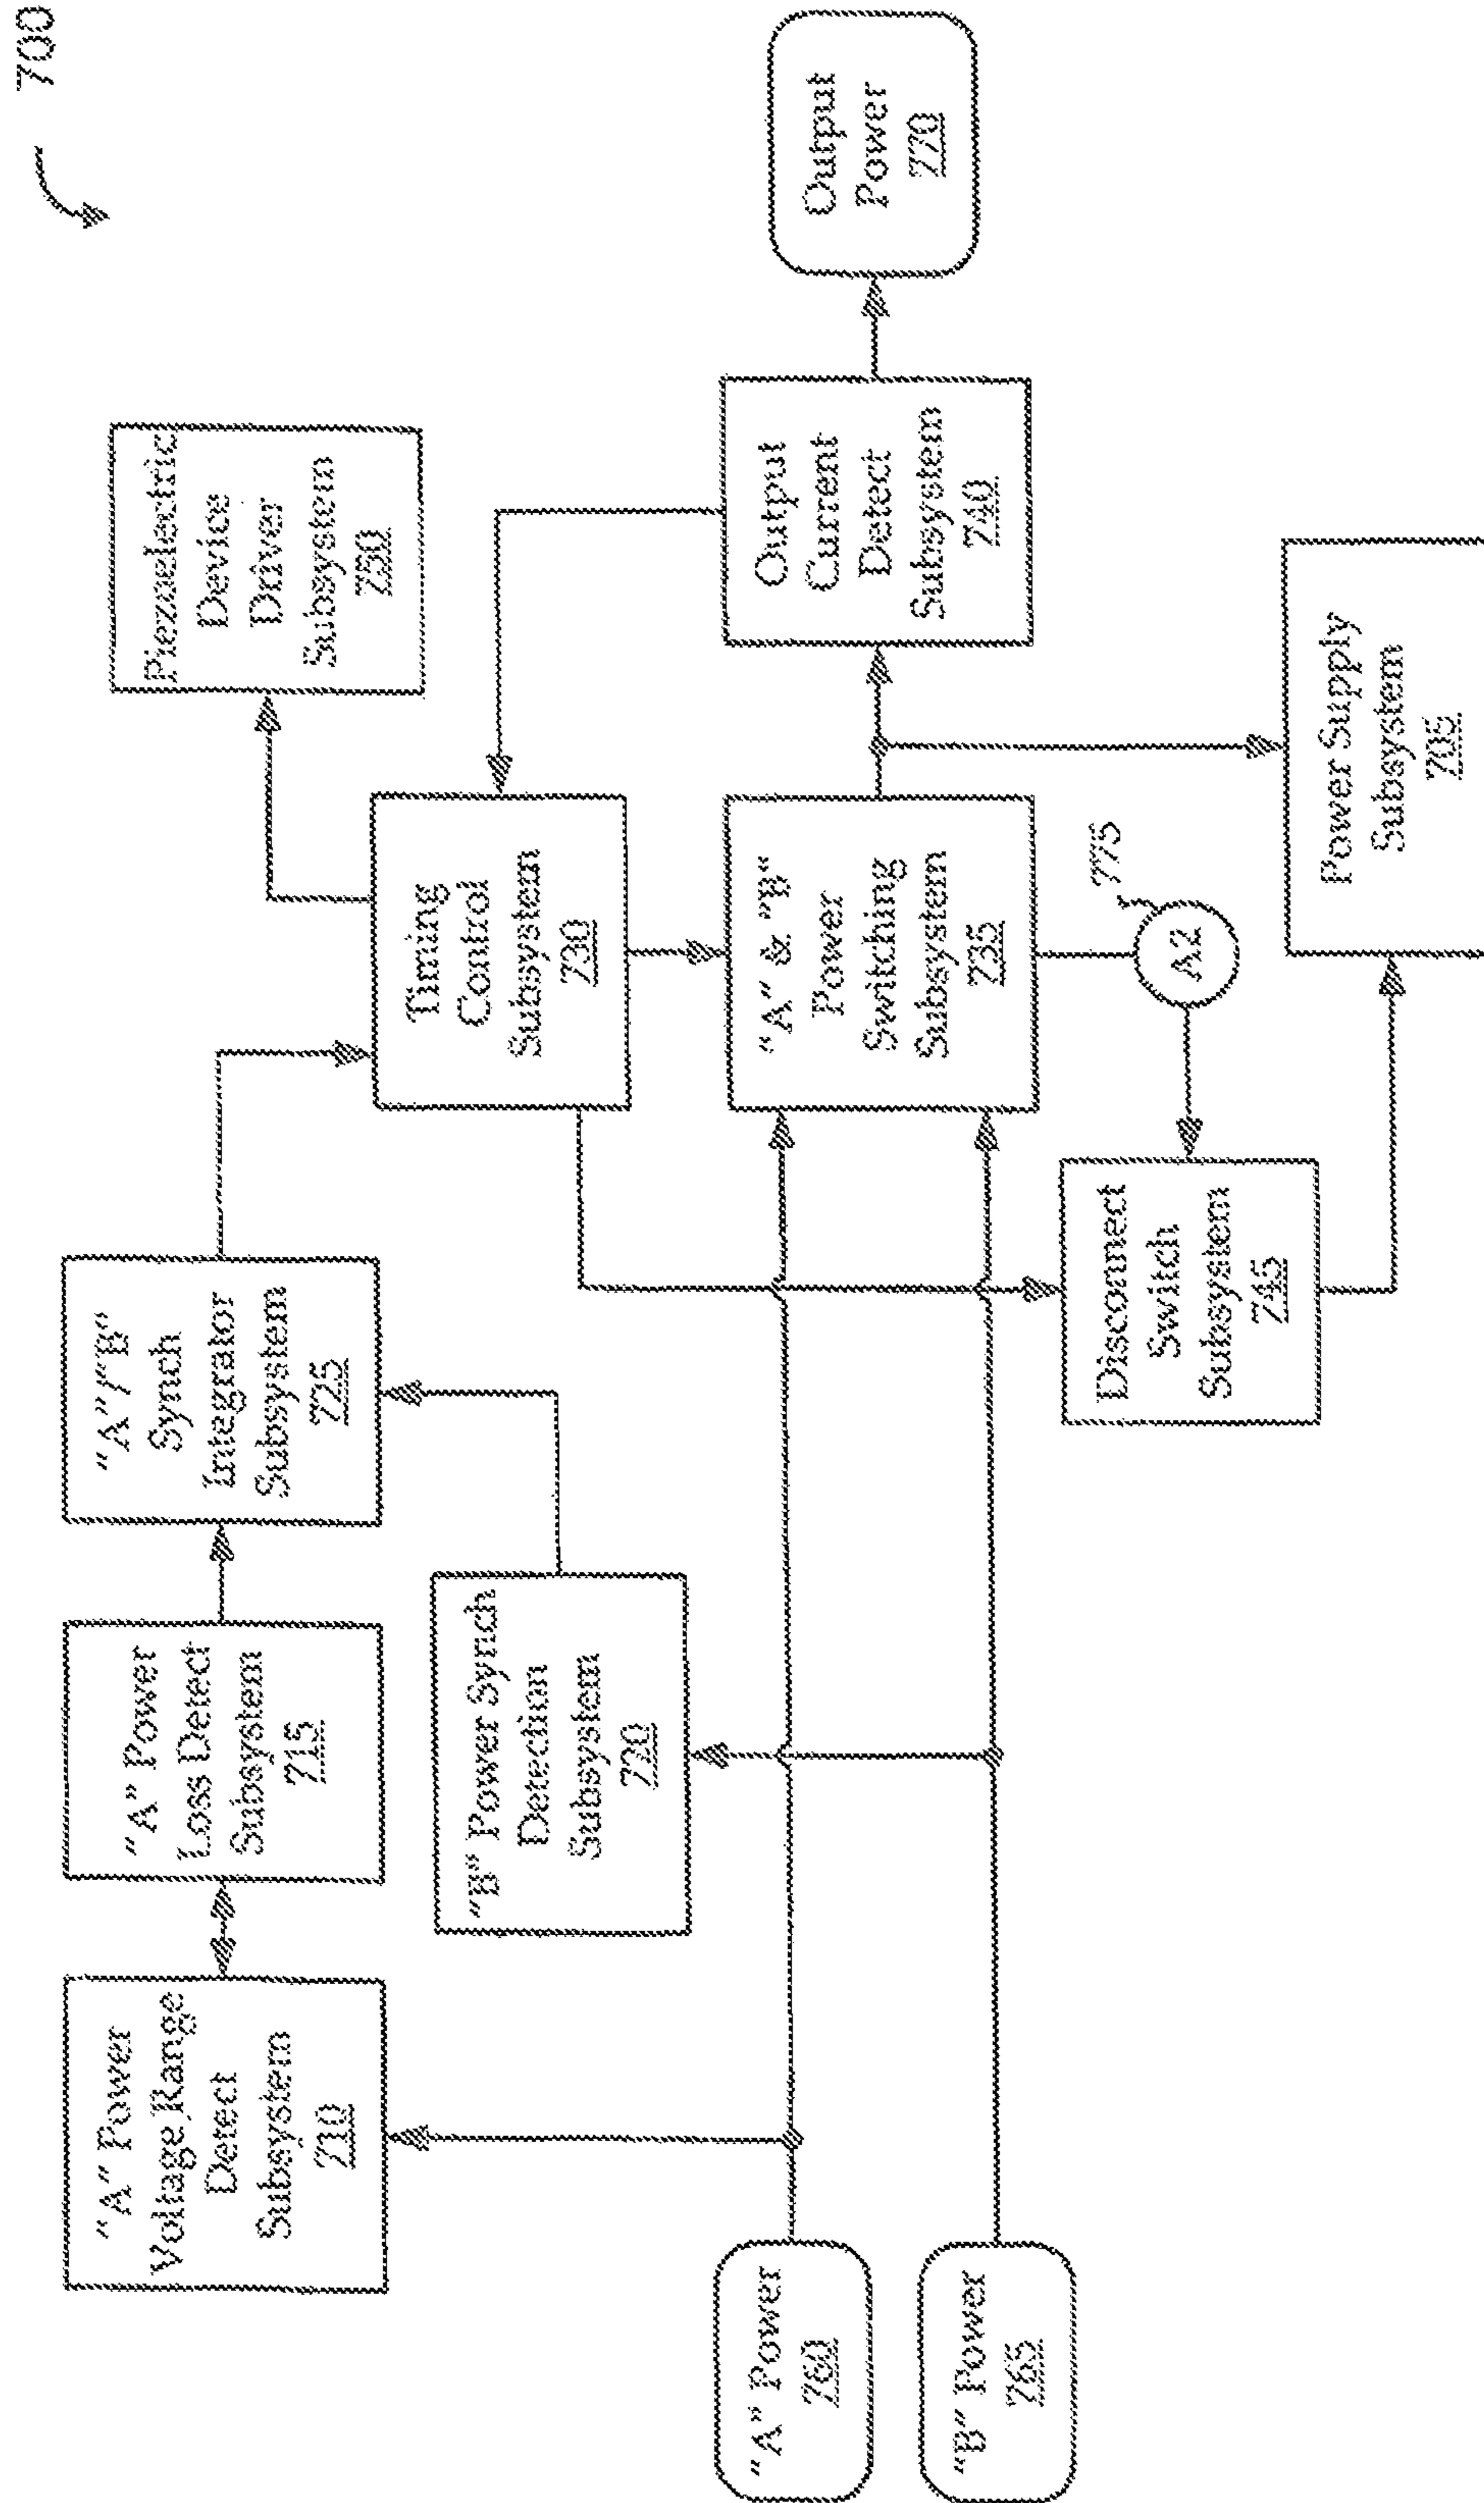 700
"A" Power
Voltage Range
Detect
Subsystem
710
"A" Power
Loss Detect
Subsystem
715
"A"/"B"
Synch
Integrator
Subsystem
725
Piezoelectric
Device
Driver
Subsystem
750
"B" Power Synch
Detection
Subsystem
720
Timing
Control
Subsystem
730
"A" Power
760
"B" Power
765
"A" & "B"
Power
Switching
Subsystem
735
Output
Current
Detect
Subsystem
740
Output
Power
770
Disconnect
Switch
Subsystem
745
A2
775
Power Supply
Subsystem
705